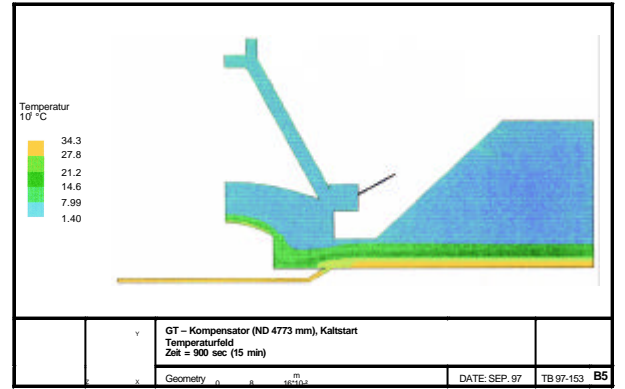 Temperatur
10¹ °C
34.3
27.8
21.2
14.6
7.99
1.40
Y
GT – Kompensator (ND 4773 mm), Kaltstart
Temperaturfeld
Zeit = 900 sec (15 min)
Z X
Geometry 0 8 m 16*10-2
DATE: SEP. 97 TB 97-153 B5